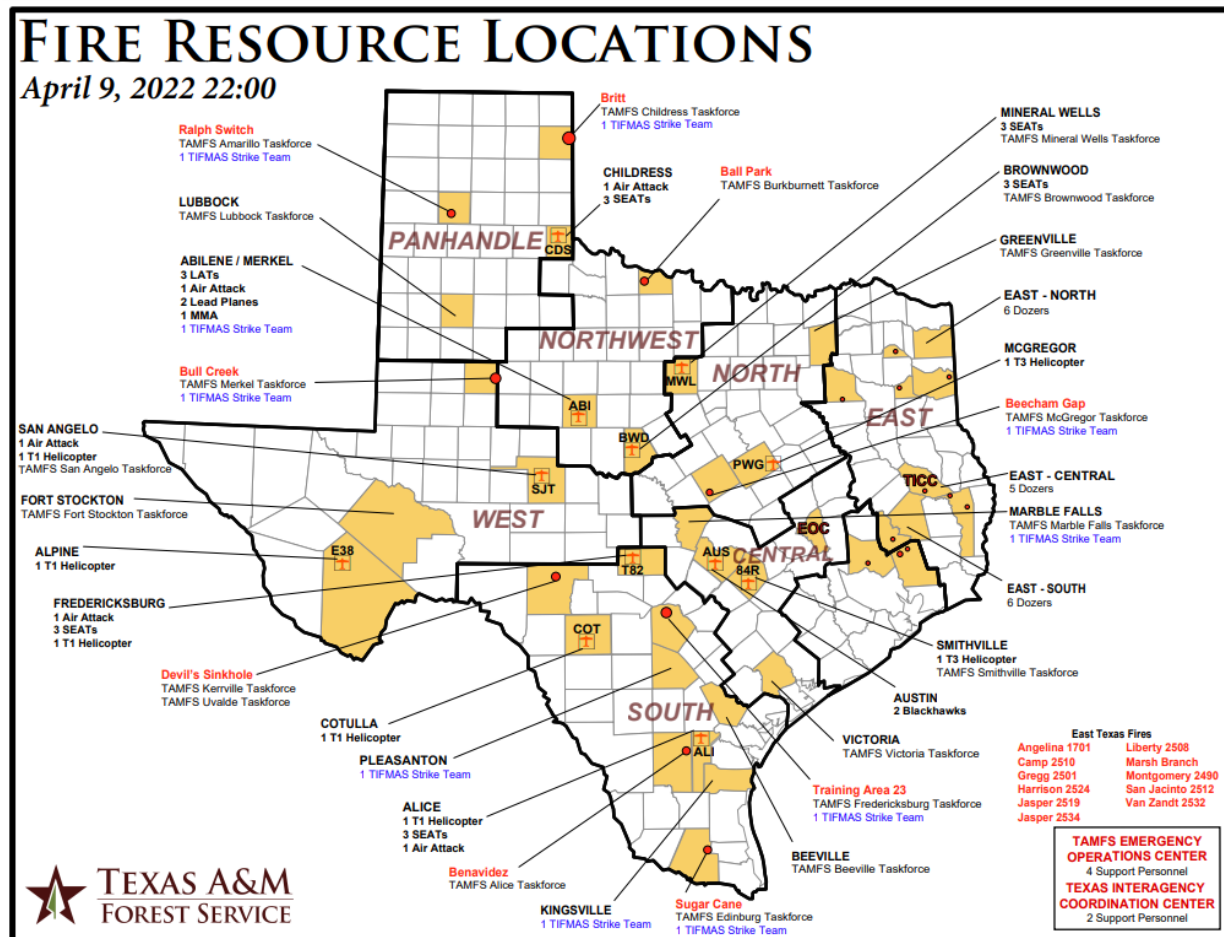 FIRE RESOURCE LOCATIONS
April 9, 2022 22:00
Ralph Switch
TAMFS Amarillo Taskforce
1 TIFMAS Strike Team
LUBBOCK
TAMFS Lubbock Taskforce
ABILENE / MERKEL
3 LATs
1 Air Attack
2 Lead Planes
1 MMA
1 TIFMAS Strike Team
Bull Creek
TAMFS Merkel Taskforce
1 TIFMAS Strike Team
SAN ANGELO
1 Air Attack
1 T1 Helicopter
TAMFS San Angelo Taskforce
FORT STOCKTON
TAMFS Fort Stockton Taskforce
ALPINE
1 T1 Helicopter
FREDERICKSBURG
1 Air Attack
3 SEATs
1 T1 Helicopter
Devil's Sinkhole
TAMFS Kerrville Taskforce
TAMFS Uvalde Taskforce
COTULLA
1 T1 Helicopter
PLEASANTON
1 TIFMAS Strike Team
ALICE
1 T1 Helicopter
3 SEATs
1 Air Attack
Benavidez
TAMFS Alice Taskforce
KINGSVILLE
1 TIFMAS Strike Team
Britt
TAMFS Childress Taskforce
1 TIFMAS Strike Team
CHILDRESS
1 Air Attack
3 SEATs
Ball Park
TAMFS Burkburnett Taskforce
PANHANDLE
CDS
NORTHWEST
MWL
NORTH
ABI
BWD
PWG
EAST
SJT
WEST
TICC
EOC
E38
T82
AUS
CENTRAL
84R
COT
SOUTH
ALI
MINERAL WELLS
3 SEATs
TAMFS Mineral Wells Taskforce
BROWNWOOD
3 SEATs
TAMFS Brownwood Taskforce
GREENVILLE
TAMFS Greenville Taskforce
EAST - NORTH
6 Dozers
MCGREGOR
1 T3 Helicopter
Beecham Gap
TAMFS McGregor Taskforce
1 TIFMAS Strike Team
EAST - CENTRAL
5 Dozers
MARBLE FALLS
TAMFS Marble Falls Taskforce
1 TIFMAS Strike Team
EAST - SOUTH
6 Dozers
SMITHVILLE
1 T3 Helicopter
TAMFS Smithville Taskforce
AUSTIN
2 Blackhawks
VICTORIA
TAMFS Victoria Taskforce
Training Area 23
TAMFS Fredericksburg Taskforce
1 TIFMAS Strike Team
BEEVILLE
TAMFS Beeville Taskforce
Sugar Cane
TAMFS Edinburg Taskforce
1 TIFMAS Strike Team
East Texas Fires
Angelina 1701
Camp 2510
Gregg 2501
Harrison 2524
Jasper 2519
Jasper 2534
Liberty 2508
Marsh Branch
Montgomery 2490
San Jacinto 2512
Van Zandt 2532
TAMFS EMERGENCY
OPERATIONS CENTER
4 Support Personnel
TEXAS INTERAGENCY
COORDINATION CENTER
2 Support Personnel
TEXAS A&M
FOREST SERVICE